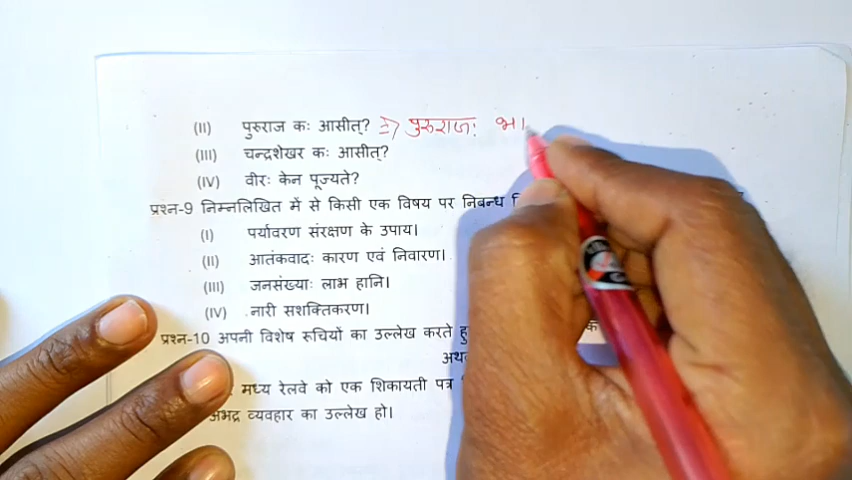 (II) पुरुराज कः आसीत्? => पुरुराजः भा
(III) चन्द्रशेखर कः आसीत्?
(IV) वीरः केन पूज्यते?
प्रश्न-9 निम्नलिखित में से किसी एक विषय पर निबन्ध
(I) पर्यावरण संरक्षण के उपाय।
(II) आतंकवादः कारण एवं निवारण।
(III) जनसंख्याः लाभ हानि।
(IV) नारी सशक्तिकरण।
प्रश्न-10 अपनी विशेष रूचियों का उल्लेख करते
मध्य रेलवे को एक शिकायती पत्र
अभद्र व्यवहार का उल्लेख हो।